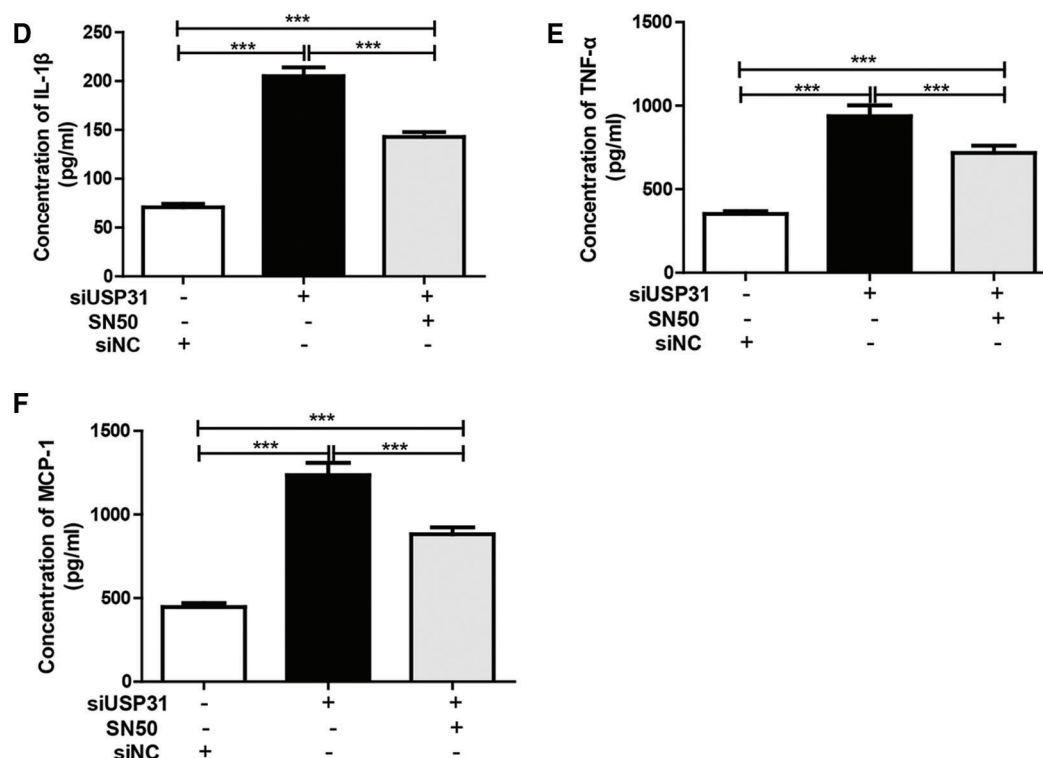 D
Concentration of IL-1β
(pg/ml)
250
200
150
100
50
0
***
*** ***
siUSP31 - + +
SN50 - - +
siNC + - -
E
Concentration of TNF-α
(pg/ml)
1500
1000
500
0
***
*** ***
siUSP31 - + +
SN50 - - +
siNC + - -
F
Concentration of MCP-1
(pg/ml)
1500
1000
500
0
***
*** ***
siUSP31 - + +
SN50 - - +
siNC + - -